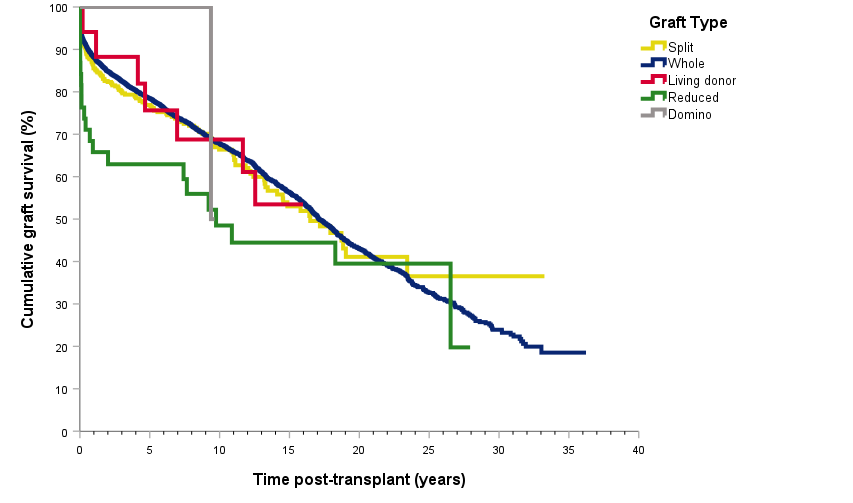 Graft Type
Split
Whole
Living donor
Reduced
Domino
Cumulative graft survival (%)
100
90
80
70
60
50
40
30
20
10
0
0 5 10 15 20 25 30 35 40
Time post-transplant (years)